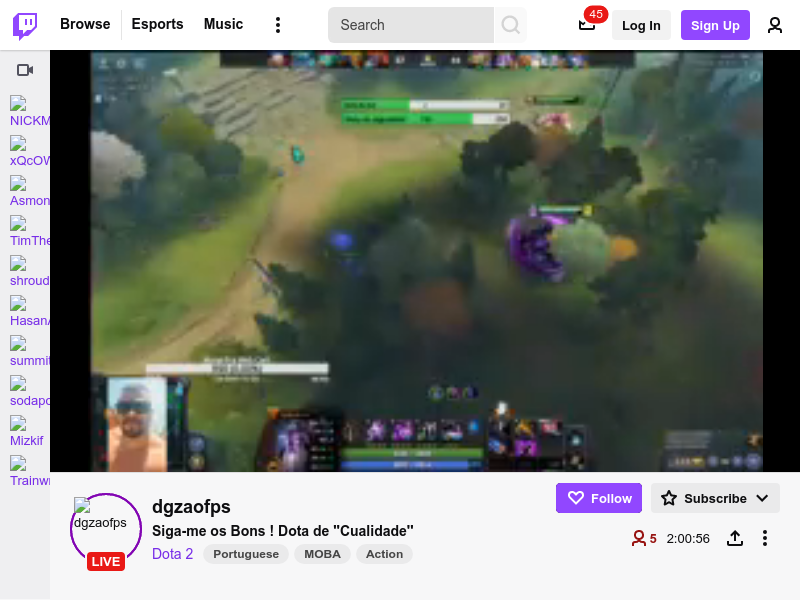 Browse
Esports
Music
Search
45
Log In
Sign Up
NICKM
xQcOW
Asmon
TimThe
shroud
HasanA
summit
sodapo
Mizkif
Trainw
dgzaofps
LIVE
dgzaofps
Siga-me os Bons ! Dota de "Cualidade"
Dota 2
Portuguese
MOBA
Action
Follow
Subscribe
5
2:00:56